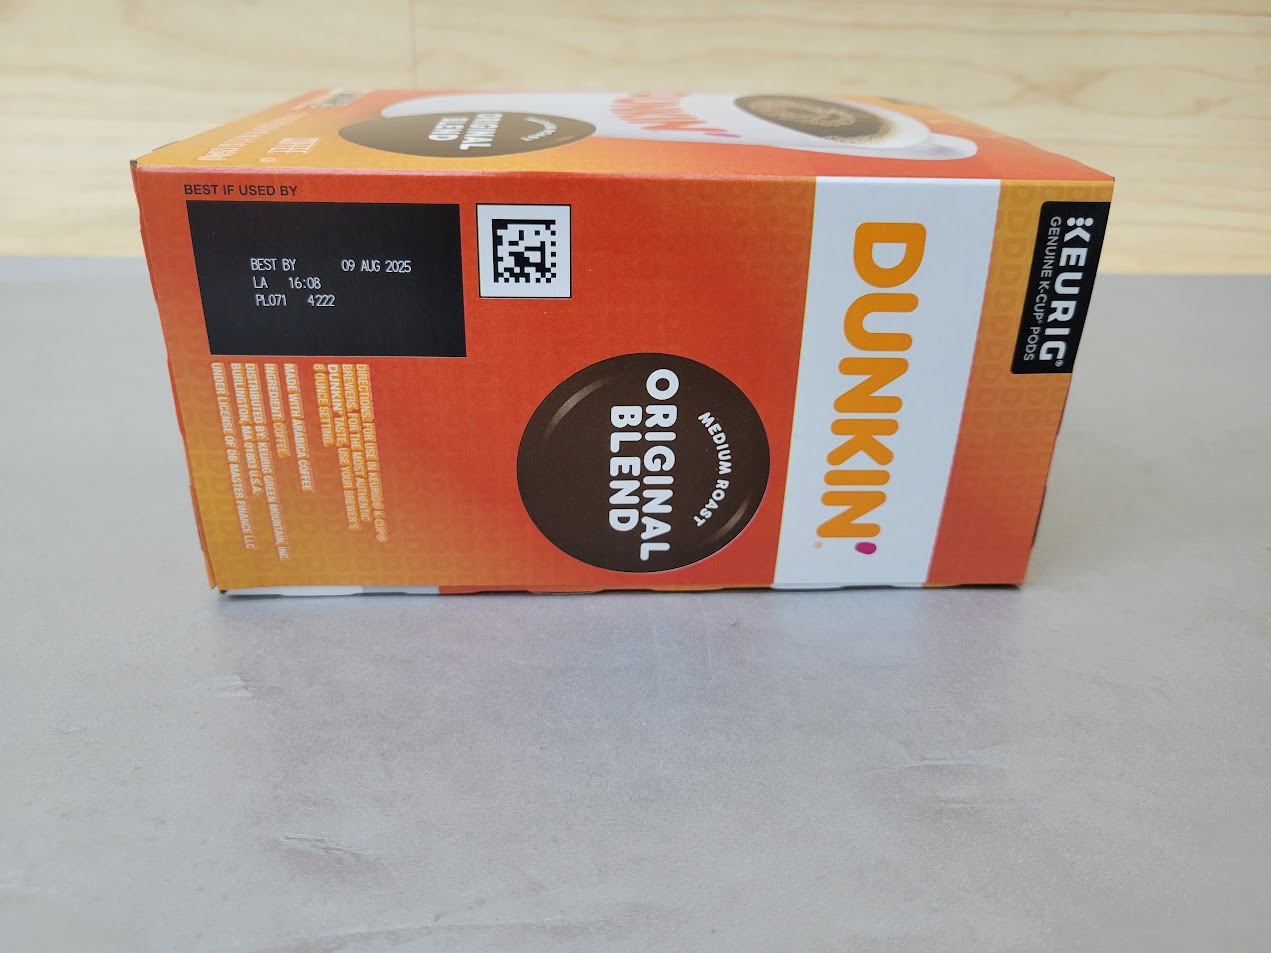 BEST IF USED BY
BEST BY 09 AUG 2025
LA 16:08
PL071 4222
KEURIG®
GENUINE K-CUP® PODS
DUNKIN'®
MEDIUM ROAST
ORIGINAL
BLEND
DIRECTIONS: FOR USE IN KEURIG® K-CUP®
BREWERS. FOR THE MOST AUTHENTIC
DUNKIN' TASTE, USE YOUR BREWER'S
8 OUNCE SETTING.
MADE WITH ARABICA COFFEE
INGREDIENT: COFFEE.
DISTRIBUTED BY: KEURIG GREEN MOUNTAIN, INC.
BURLINGTON, MA 01803 U.S.A.
UNDER LICENSE OF DB MASTER FINANCE LLC
ORIGINAL
BLEND